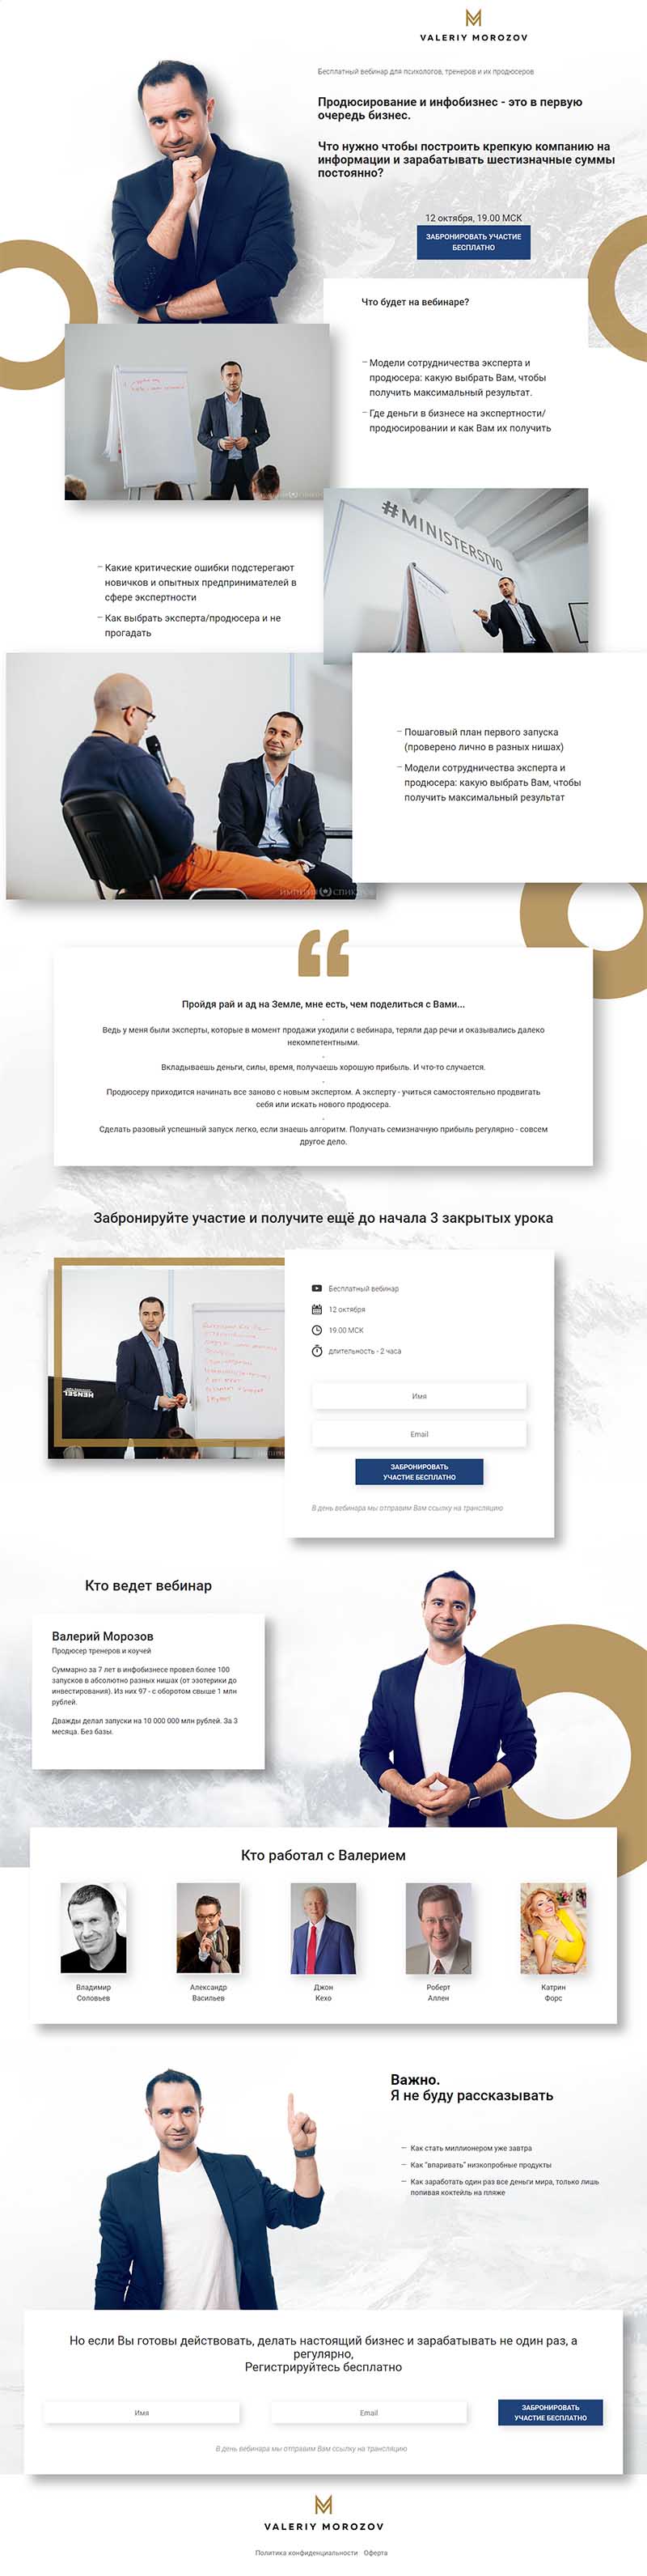 VALERIY MOROZOV
Бесплатный вебинар для психологов, тренеров и их продюсеров
Продюсирование и инфобизнес - это в первую
очередь бизнес.
Что нужно чтобы построить крепкую компанию на
информации и зарабатывать шестизначные суммы
постоянно?
12 октября, 19.00 МСК
ЗАБРОНИРОВАТЬ УЧАСТИЕ
БЕСПЛАТНО
Что будет на вебинаре?
– Модели сотрудничества эксперта и
продюсера: какую выбрать Вам, чтобы
получить максимальный результат.
– Где деньги в бизнесе на экспертности/
продюсировании и как Вам их получить
#MINISTERSTVO
– Какие критические ошибки подстерегают
новичков и опытных предпринимателей в
сфере экспертности
– Как выбрать эксперта/продюсера и не
прогадать
– Пошаговый план первого запуска
(проверено лично в разных нишах)
– Модели сотрудничества эксперта и
продюсера: какую выбрать Вам, чтобы
получить максимальный результат
Пройдя рай и ад на Земле, мне есть, чем поделиться с Вами...
-
Ведь у меня были эксперты, которые в момент продажи уходили с вебинара, теряли дар речи и оказывались далеко
некомпетентными.
-
Вкладываешь деньги, силы, время, получаешь хорошую прибыль. И что-то случается.
-
Продюсеру приходится начинать все заново с новым экспертом. А эксперту - учиться самостоятельно продвигать
себя или искать нового продюсера.
-
Сделать разовый успешный запуск легко, если знаешь алгоритм. Получать семизначную прибыль регулярно - совсем
другое дело.
Забронируйте участие и получите ещё до начала 3 закрытых урока
HENSEL
Бесплатный вебинар
12 октября
19.00 МСК
длительность - 2 часа
Имя
Email
ЗАБРОНИРОВАТЬ
УЧАСТИЕ БЕСПЛАТНО
В день вебинара мы отправим Вам ссылку на трансляцию
Кто ведет вебинар
Валерий Морозов
Продюсер тренеров и коучей
Суммарно за 7 лет в инфобизнесе провел более 100
запусков в абсолютно разных нишах (от эзотерики до
инвестирования). Из них 97 - с оборотом свыше 1 млн
рублей.
Дважды делал запуски на 10 000 000 млн рублей. За 3
месяца. Без базы.
Кто работал с Валерием
Владимир
Соловьев
Александр
Васильев
Джон
Кехо
Роберт
Аллен
Катрин
Форс
Важно.
Я не буду рассказывать
– Как стать миллионером уже завтра
– Как "впаривать" низкопробные продукты
– Как заработать один раз все деньги мира, только лишь
попивая коктейль на пляже
Но если Вы готовы действовать, делать настоящий бизнес и зарабатывать не один раз, а
регулярно,
Регистрируйтесь бесплатно
Имя
Email
ЗАБРОНИРОВАТЬ
УЧАСТИЕ БЕСПЛАТНО
В день вебинара мы отправим Вам ссылку на трансляцию
VALERIY MOROZOV
Политика конфиденциальности Оферта